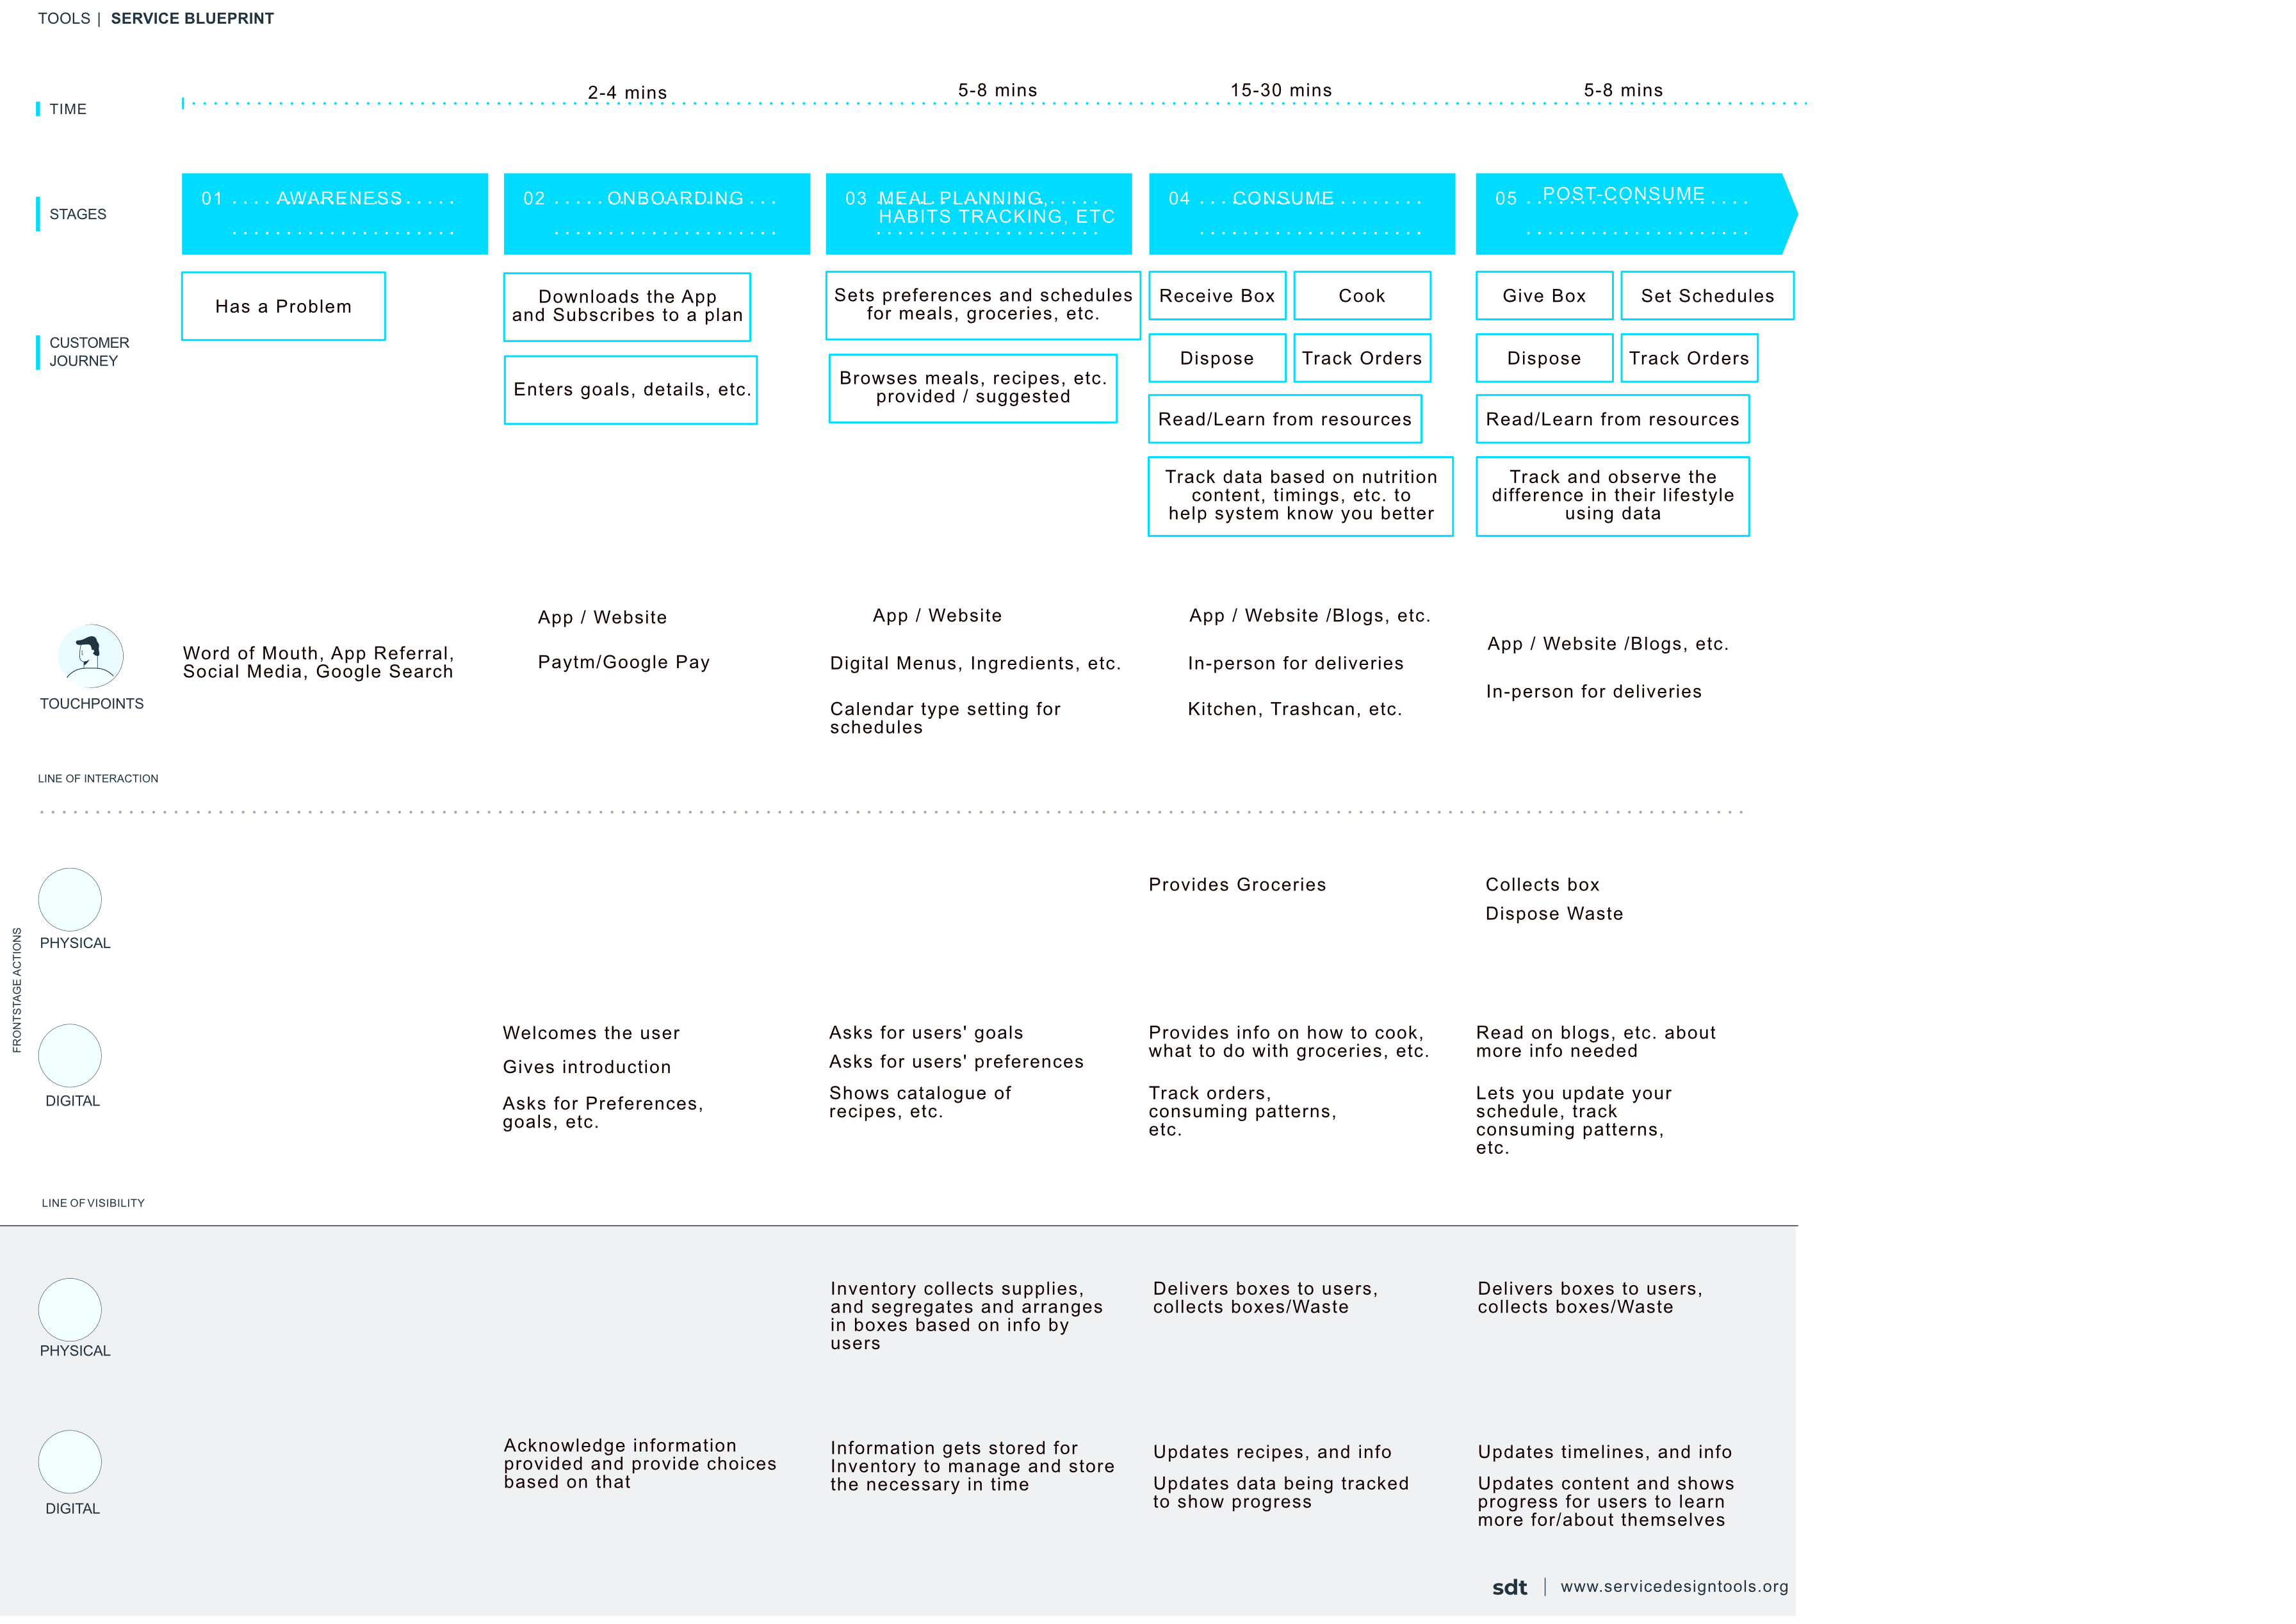 TOOLS | SERVICE BLUEPRINT
TIME
2-4 mins
5-8 mins
15-30 mins
5-8 mins
STAGES
01 AWARENESS
02 ONBOARDING
03 MEAL PLANNING,
HABITS TRACKING, ETC
04 CONSUME
05 POST-CONSUME
CUSTOMER
JOURNEY
Has a Problem
Downloads the App
and Subscribes to a plan
Enters goals, details, etc.
Sets preferences and schedules
for meals, groceries, etc.
Browses meals, recipes, etc.
provided / suggested
Receive Box
Cook
Dispose
Track Orders
Read/Learn from resources
Track data based on nutrition
content, timings, etc. to
help system know you better
Give Box
Set Schedules
Dispose
Track Orders
Read/Learn from resources
Track and observe the
difference in their lifestyle
using data
TOUCHPOINTS
Word of Mouth, App Referral,
Social Media, Google Search
App / Website
Paytm/Google Pay
App / Website
Digital Menus, Ingredients, etc.
Calendar type setting for
schedules
App / Website /Blogs, etc.
In-person for deliveries
Kitchen, Trashcan, etc.
App / Website /Blogs, etc.
In-person for deliveries
LINE OF INTERACTION
FRONTSTAGE ACTIONS
PHYSICAL
Provides Groceries
Collects box
Dispose Waste
DIGITAL
Welcomes the user
Gives introduction
Asks for Preferences,
goals, etc.
Asks for users' goals
Asks for users' preferences
Shows catalogue of
recipes, etc.
Provides info on how to cook,
what to do with groceries, etc.
Track orders,
consuming patterns,
etc.
Read on blogs, etc. about
more info needed
Lets you update your
schedule, track
consuming patterns,
etc.
LINE OF VISIBILITY
PHYSICAL
Inventory collects supplies,
and segregates and arranges
in boxes based on info by
users
Delivers boxes to users,
collects boxes/Waste
Delivers boxes to users,
collects boxes/Waste
DIGITAL
Acknowledge information
provided and provide choices
based on that
Information gets stored for
Inventory to manage and store
the necessary in time
Updates recipes, and info
Updates data being tracked
to show progress
Updates timelines, and info
Updates content and shows
progress for users to learn
more for/about themselves
sdt | www.servicedesigntools.org